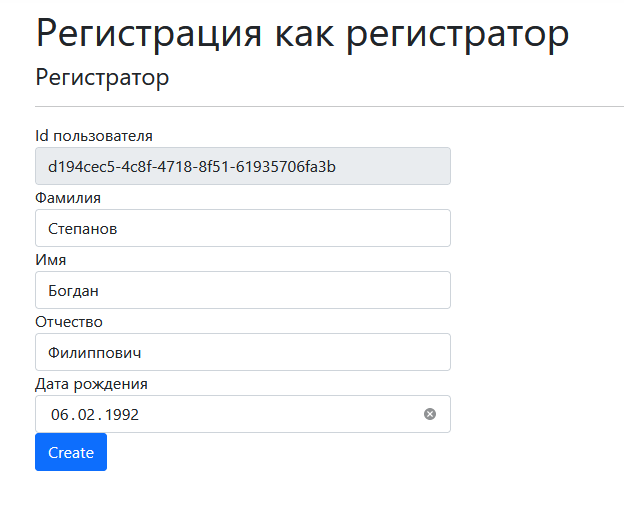 Регистрация как регистратор
Регистратор
Id пользователя
d194cec5-4c8f-4718-8f51-61935706fa3b
Фамилия
Степанов
Имя
Богдан
Отчество
Филиппович
Дата рождения
06.02.1992
Create